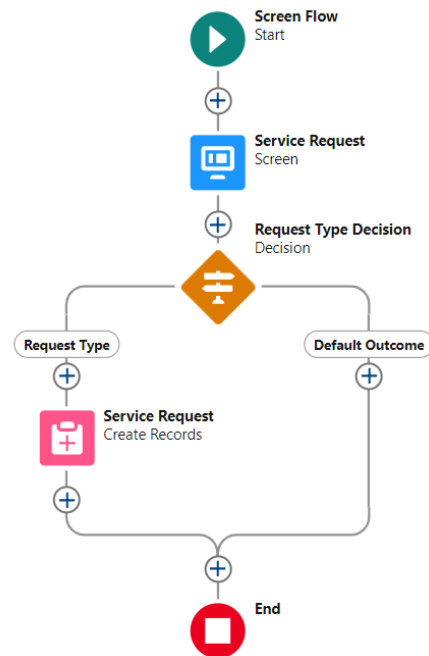 Screen Flow
Start
Service Request
Screen
Request Type Decision
Decision
Request Type
Default Outcome
Service Request
Create Records
End